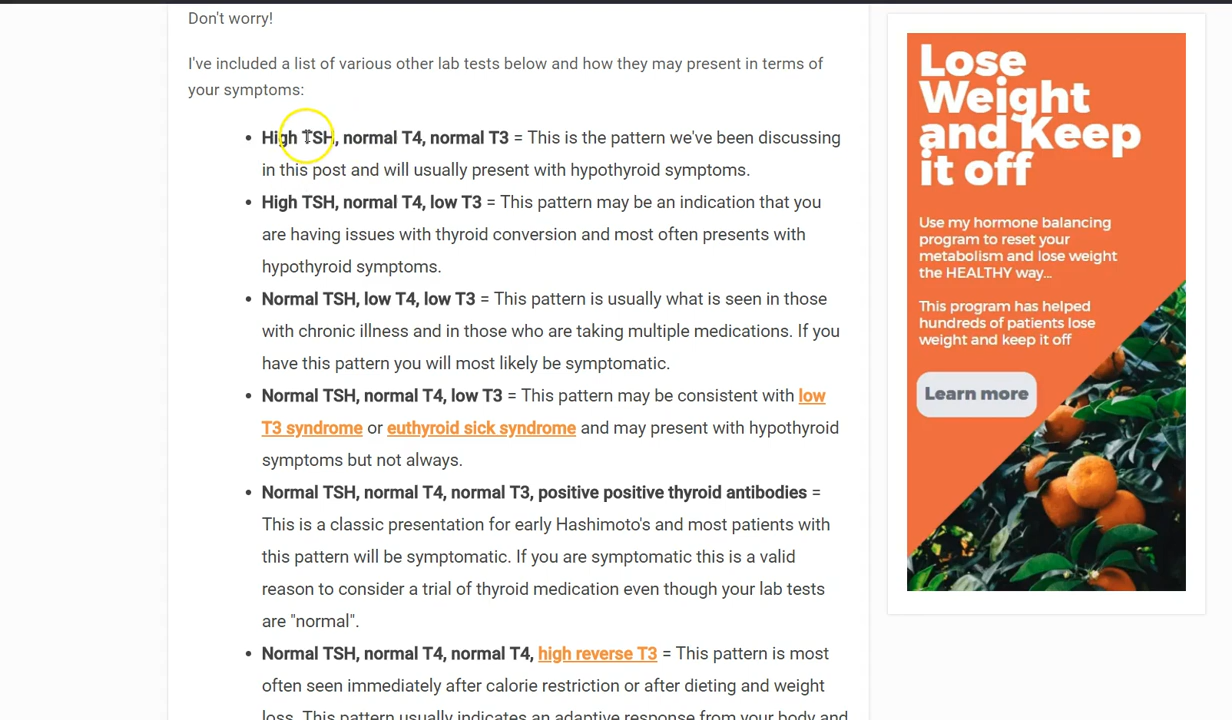 Don't worry!
I've included a list of various other lab tests below and how they may present in terms of
your symptoms:
• High TSH, normal T4, normal T3 = This is the pattern we've been discussing
in this post and will usually present with hypothyroid symptoms.
• High TSH, normal T4, low T3 = This pattern may be an indication that you
are having issues with thyroid conversion and most often presents with
hypothyroid symptoms.
• Normal TSH, low T4, low T3 = This pattern is usually what is seen in those
with chronic illness and in those who are taking multiple medications. If you
have this pattern you will most likely be symptomatic.
• Normal TSH, normal T4, low T3 = This pattern may be consistent with low
T3 syndrome or euthyroid sick syndrome and may present with hypothyroid
symptoms but not always.
• Normal TSH, normal T4, normal T3, positive positive thyroid antibodies =
This is a classic presentation for early Hashimoto's and most patients with
this pattern will be symptomatic. If you are symptomatic this is a valid
reason to consider a trial of thyroid medication even though your lab tests
are "normal".
• Normal TSH, normal T4, normal T4, high reverse T3 = This pattern is most
often seen immediately after calorie restriction or after dieting and weight
loss. This pattern usually indicates an adaptive response from your body and
Lose
Weight
and Keep
it off
Use my hormone balancing
program to reset your
metabolism and lose weight
the HEALTHY way...
This program has helped
hundreds of patients lose
weight and keep it off
Learn more